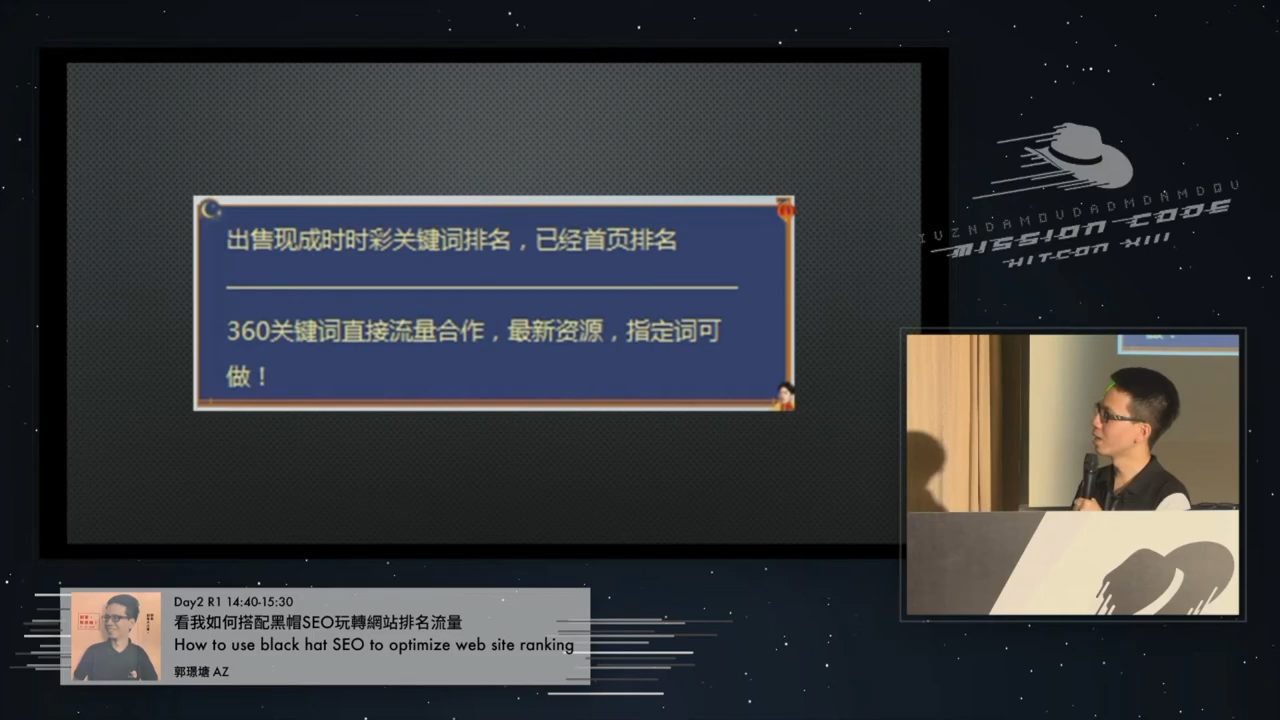 出售现成时时彩关键词排名，已经首页排名
360关键词直接流量合作，最新资源，指定词可
做！
IVZNDAMOUDADMDNMDQU
MISSION CODE
HITCON XIII
Day2 R1 14:40-15:30
看我如何搭配黑帽SEO玩轉網站排名流量
How to use black hat SEO to optimize web site ranking
郭璟塘 AZ